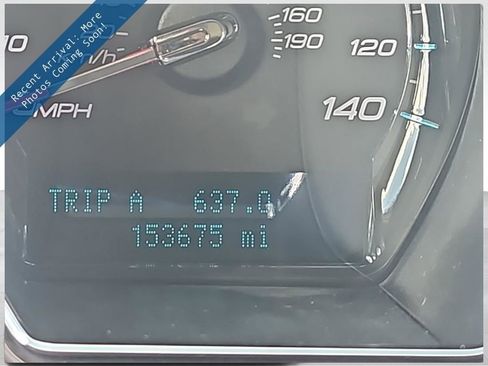 Recent Arrival: More
Photos Coming Soon!
160
190
120
140
MPH
TRIP A 637.0
153675 mi